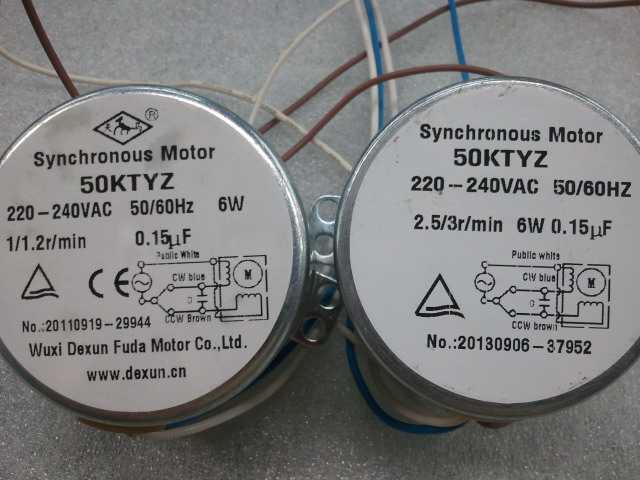 Synchronous Motor
50KTYZ
220-240VAC 50/60Hz 6W
1/1.2r/min 0.15μF
Public White
CW blue
C
M
CCW Brown
No.:20110919-29944
Wuxi Dexun Fuda Motor Co.,Ltd.
www.dexun.cn
Synchronous Motor
50KTYZ
220-240VAC 50/60HZ
2.5/3r/min 6W 0.15μF
Public white
CW blue
C
M
CCW brown
No.:20130906-37952